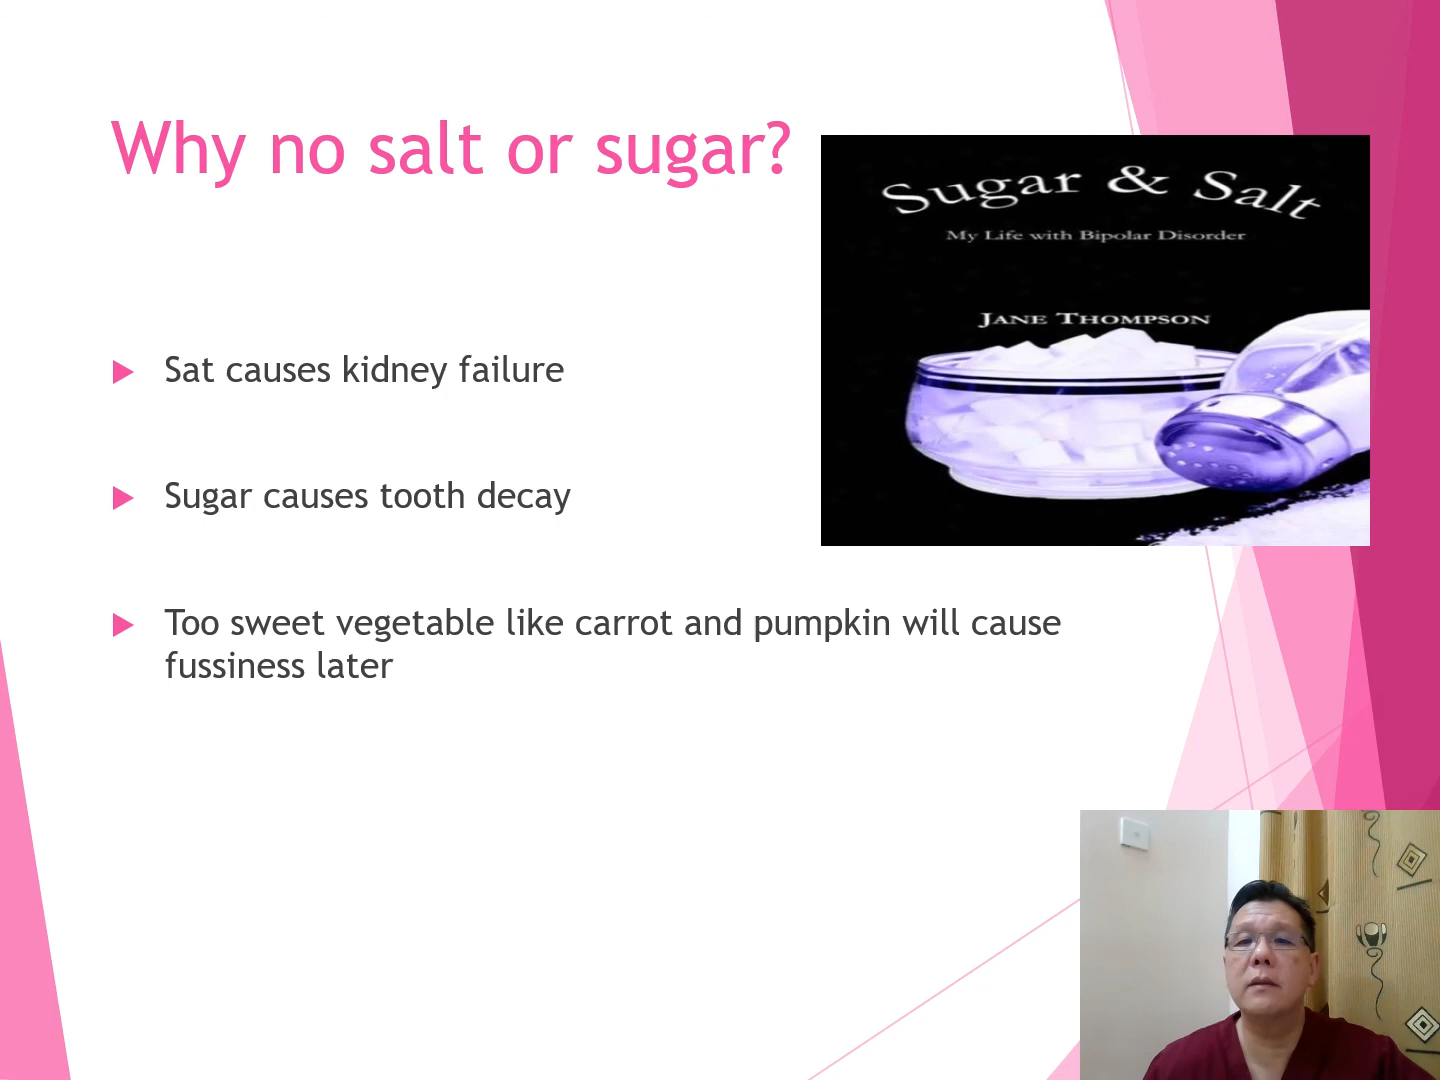 Why no salt or sugar?
Sugar & Salt
My Life with Bipolar Disorder
JANE THOMPSON
Sat causes kidney failure
Sugar causes tooth decay
Too sweet vegetable like carrot and pumpkin will cause
fussiness later